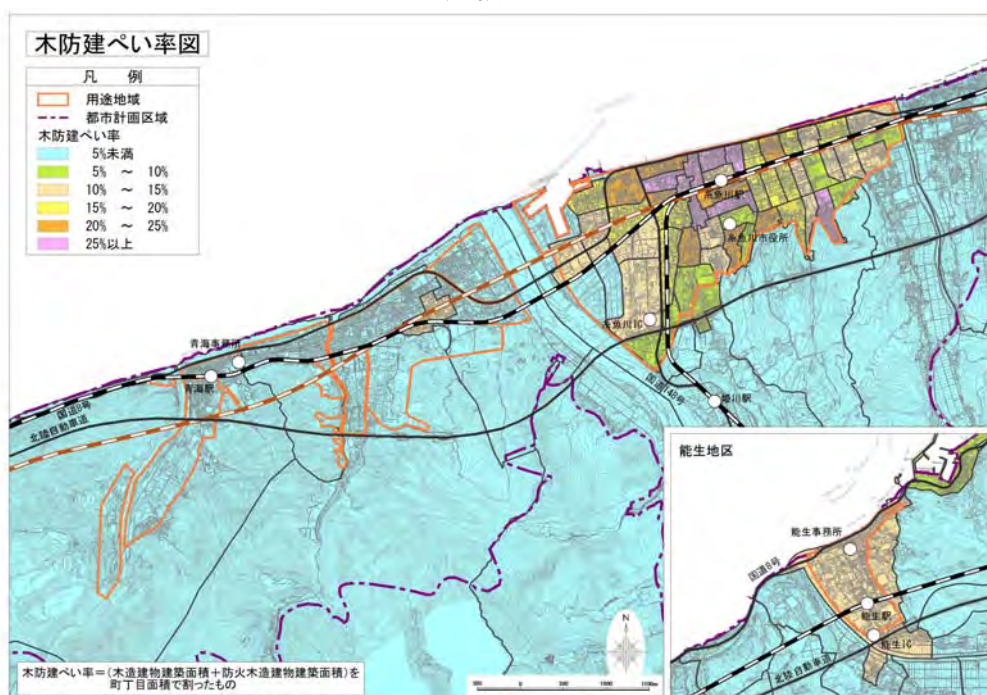 木防建ぺい率図
凡 例
用途地域
都市計画区域
木防建ぺい率
5%未満
5% ～ 10%
10% ～ 15%
15% ～ 20%
20% ～ 25%
25%以上
糸魚川駅
糸魚川市役所
糸魚川IC
青海事務所
青海駅
国道8号
北陸自動車道
国道148号
姫川駅
能生地区
能生事務所
国道8号
能生駅
能生IC
北陸自動車道
N
木防建ぺい率＝(木造建物建築面積＋防火木造建物建築面積)を
町丁目面積で割ったもの
0